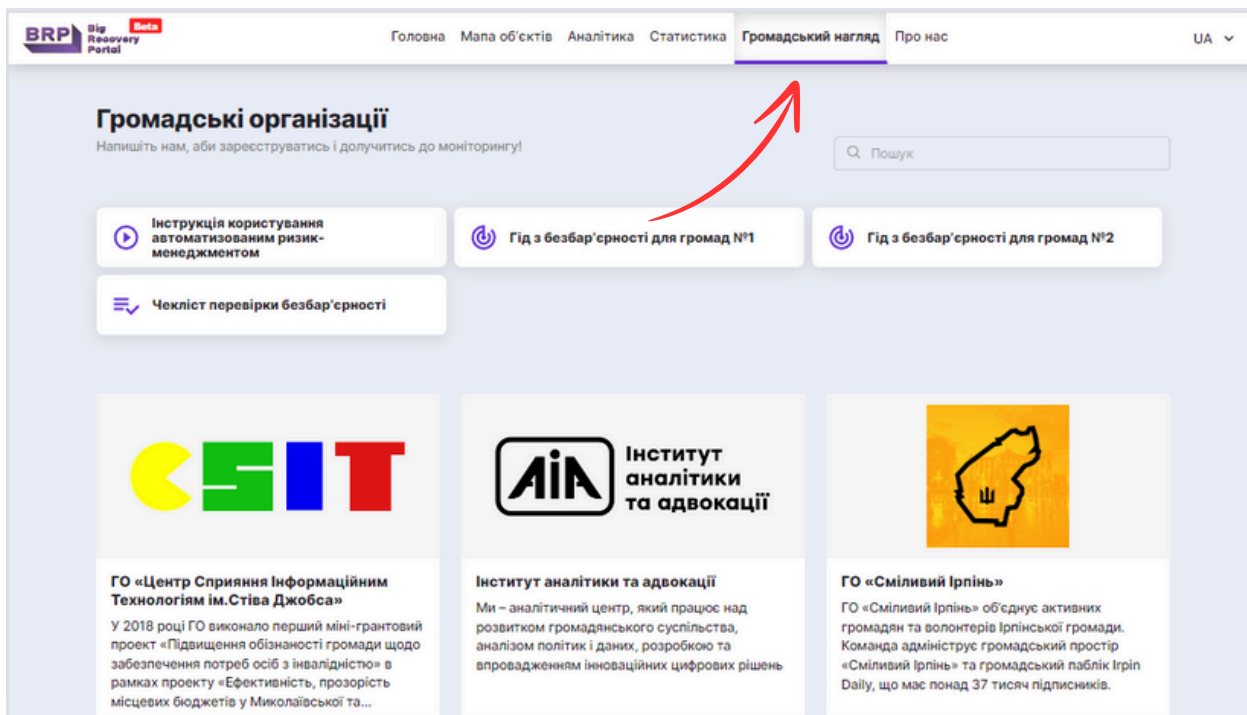 BRP Big Recovery Portal Beta
Головна Мапа об'єктів Аналітика Статистика Громадський нагляд Про нас UA
Громадські організації
Напишіть нам, аби зареєструватись і долучитись до моніторингу!
Пошук
Інструкція користування
автоматизованим ризик-
менеджментом
Гід з безбар'єрності для громад №1
Гід з безбар'єрності для громад №2
Чекліст перевірки безбар'єрності
CSIT
ГО «Центр Сприяння Інформаційним
Технологіям ім.Стіва Джобса»
У 2018 році ГО виконало перший міні-грантовий
проект «Підвищення обізнаності громади щодо
забезпечення потреб осіб з інвалідністю» в
рамках проекту «Ефективність, прозорість
місцевих бюджетів у Миколаївської та...
АіА
Інститут
аналітики
та адвокації
Інститут аналітики та адвокації
Ми – аналітичний центр, який працює над
розвитком громадянського суспільства,
аналізом політик і даних, розробкою та
впровадженням інноваційних цифрових рішень
ГО «Сміливий Ірпінь»
ГО «Сміливий Ірпінь» об'єднує активних
громадян та волонтерів Ірпінської громади.
Команда адмініструє громадський простір
«Сміливий Ірпінь» та громадський паблік Irpin
Daily, що має понад 37 тисяч підписників.